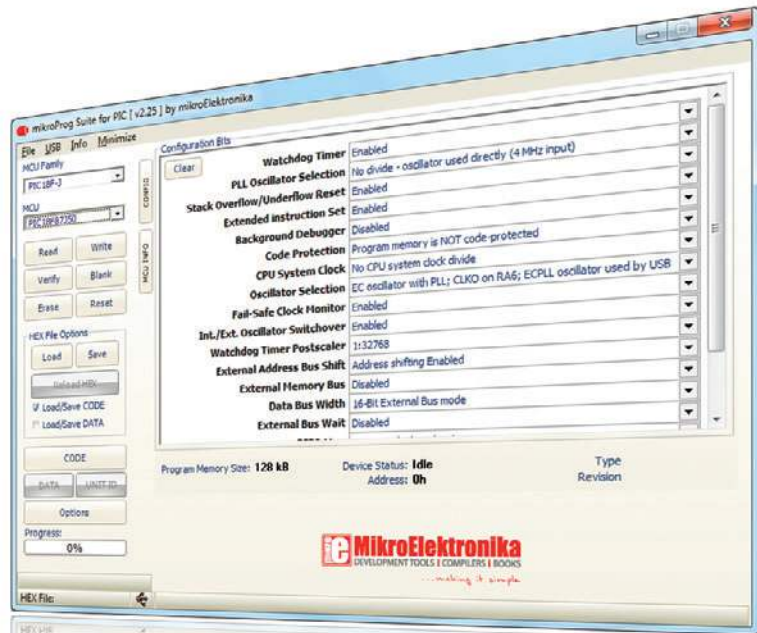 mikroProg Suite for PIC [ v2.25 ] by mikroElektronika
File USB Info Minimize
MCU Family
PIC18F-3
MCU
Read Write
Verify Blank
Erase Reset
HEX File Options
Load Save
Reload HEX
Load/Save CODE
Load/Save DATA
CODE
DATA UNIT ID
Options
Progress:
0%
HEX File:
CONFIG
MCU INFO
Configuration Bits
Clear
Watchdog Timer Enabled
PLL Oscillator Selection No divide - oscillator used directly (4 MHz input)
Stack Overflow/Underflow Reset Enabled
Extended instruction Set Enabled
Background Debugger Disabled
Code Protection Program memory is NOT code-protected
CPU System Clock No CPU system clock divide
Oscillator Selection EC oscillator with PLL; CLKO on RA6; ECPLL oscillator used by USB
Fail-Safe Clock Monitor Enabled
Int./Ext. Oscillator Switchover Enabled
Watchdog Timer Postscaler 1:32768
External Address Bus Shift Address shifting Enabled
External Memory Bus Disabled
Data Bus Width 16-Bit External Bus mode
External Bus Wait Disabled
Program Memory Size: 128 kB Device Status: Idle Type
Address: 0h Revision
MikroElektronika
DEVELOPMENT TOOLS | COMPILERS | BOOKS
...making it simple